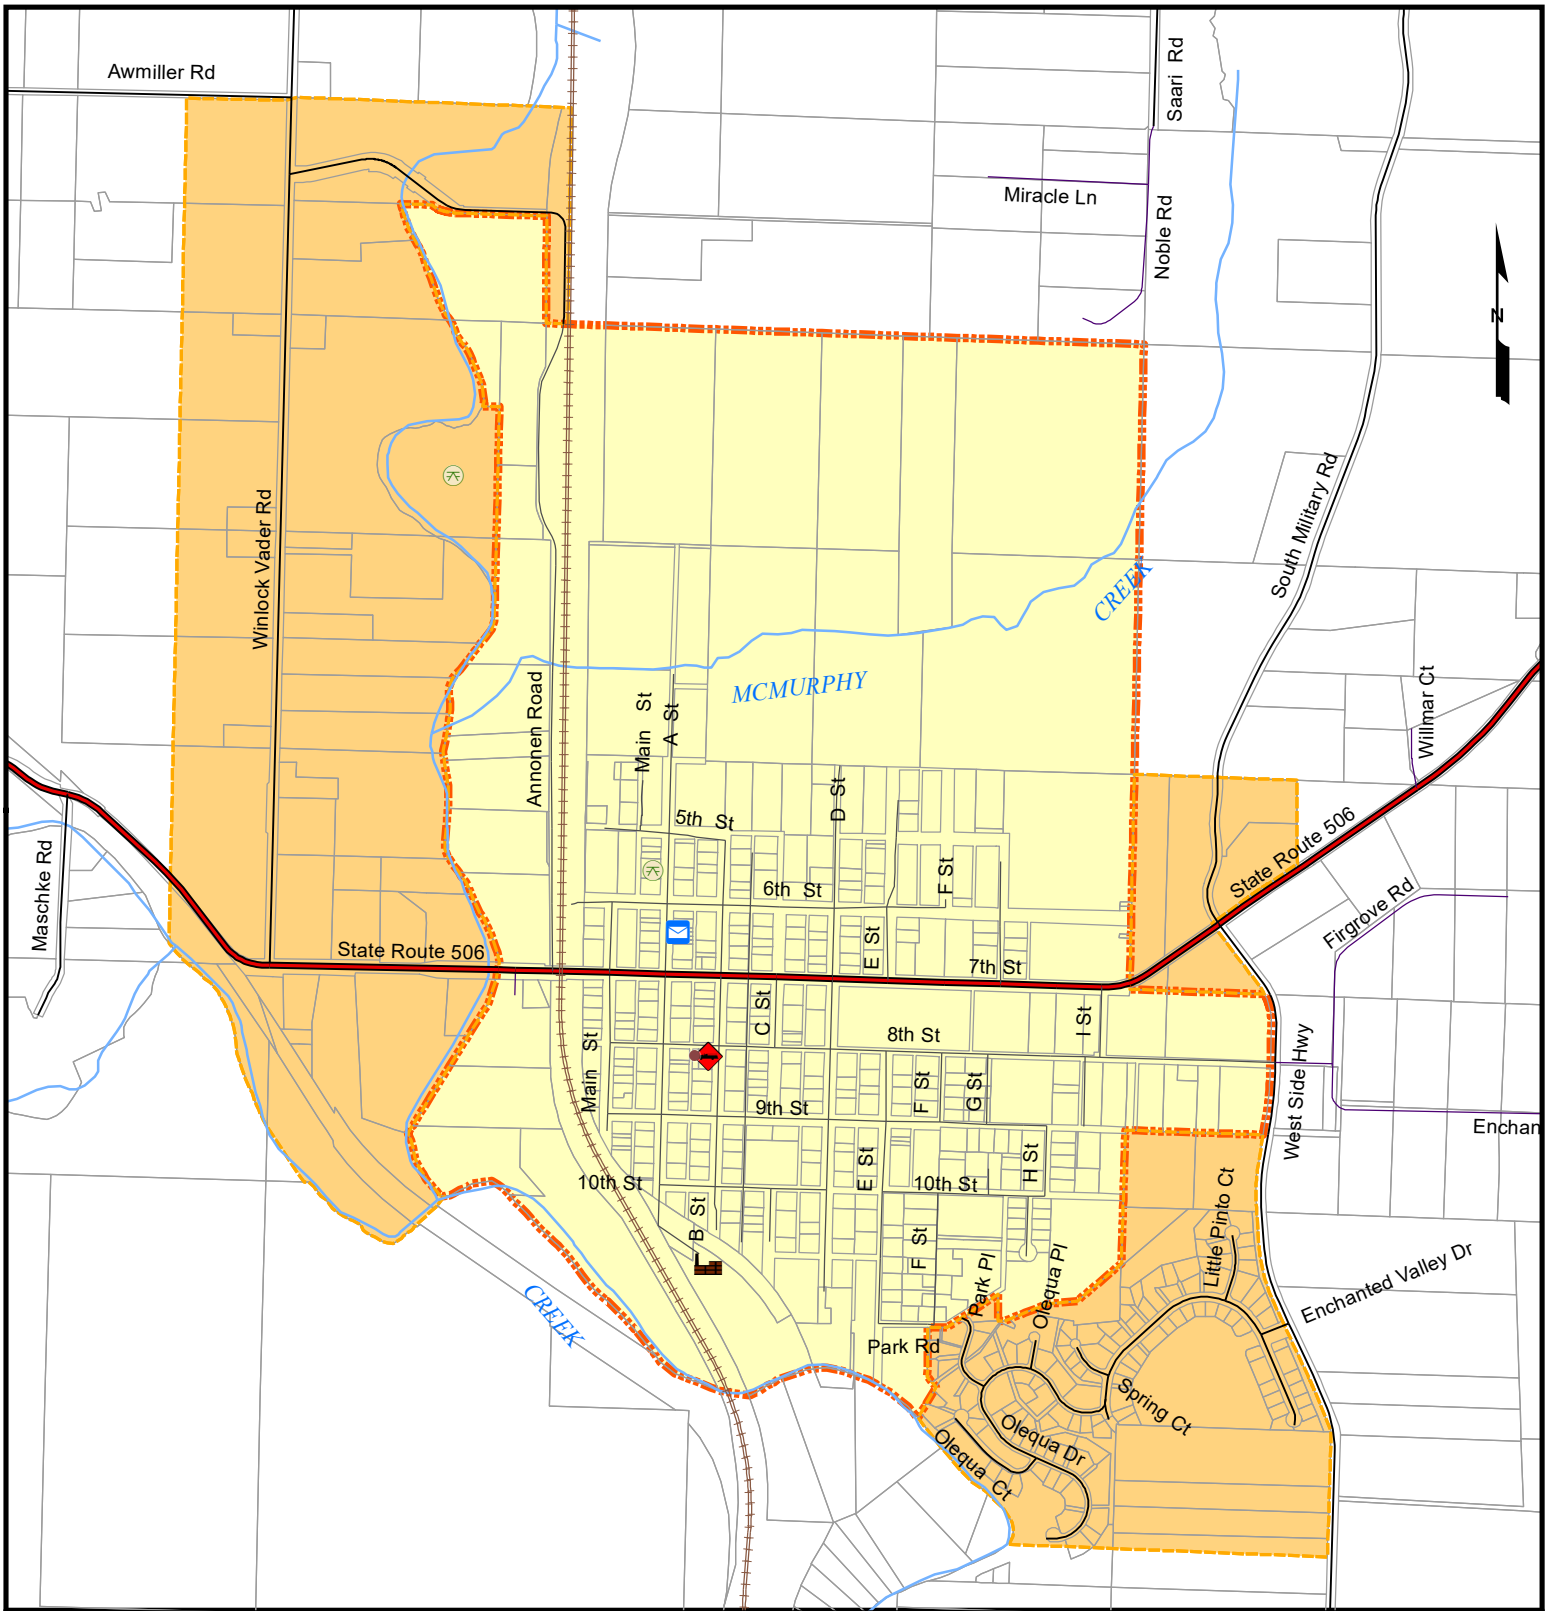 Awmiller Rd
Saari Rd
Miracle Ln
Noble Rd
N
South Military Rd
Winlock Vader Rd
CREEK
MCMURPHY
Annonen Road
Main St
A St
Willmar Ct
D St
5th St
State Route 506
Maschke Rd
6th St
F St
Firgrove Rd
State Route 506
E St
7th St
C St
I St
8th St
Main St
West Side Hwy
F St
G St
9th St
Enchan
H St
E St
10th St
10th St
B St
Little Pinto Ct
F St
Park Pl
Olequa Pl
Enchanted Valley Dr
CREEK
Park Rd
Spring Ct
Olequa Dr
Olequa Ct